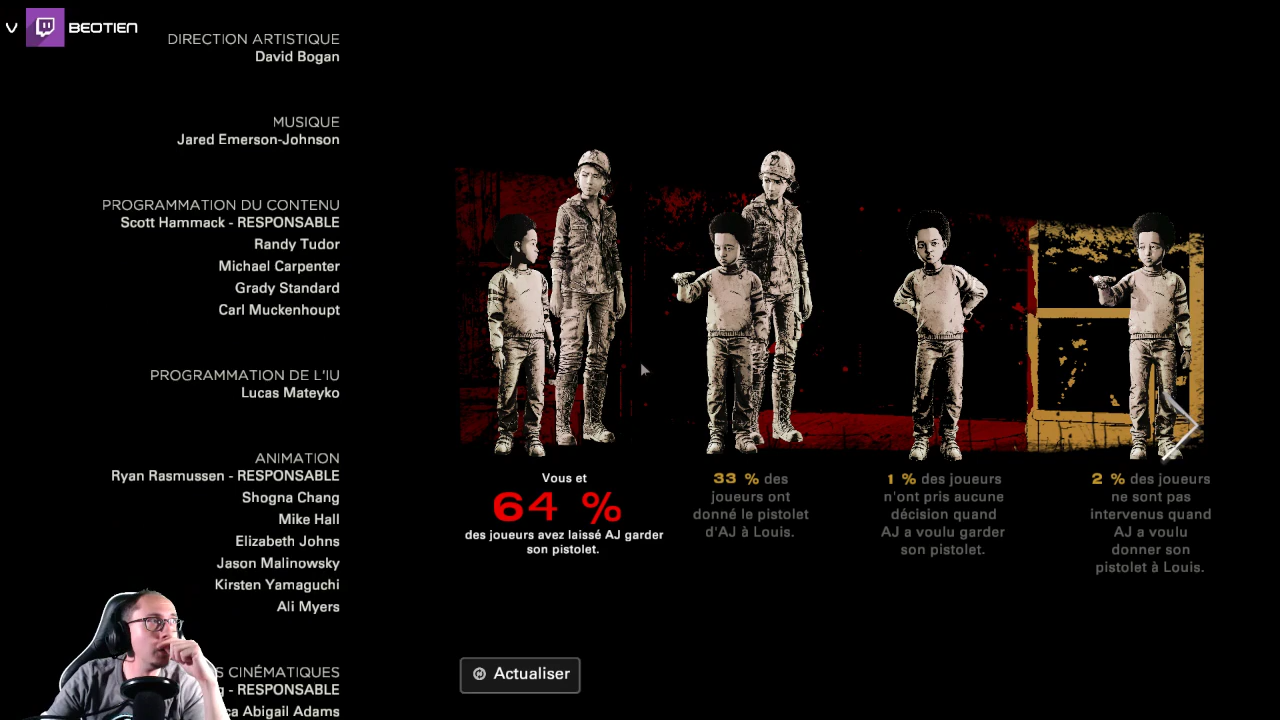 V BEOTIEN
DIRECTION ARTISTIQUE
David Bogan
MUSIQUE
Jared Emerson-Johnson
PROGRAMMATION DU CONTENU
Scott Hammack - RESPONSABLE
Randy Tudor
Michael Carpenter
Grady Standard
Carl Muckenhoupt
PROGRAMMATION DE L'IU
Lucas Mateyko
ANIMATION
Ryan Rasmussen - RESPONSABLE
Shogna Chang
Mike Hall
Elizabeth Johns
Jason Malinowsky
Kirsten Yamaguchi
Ali Myers
CINÉMATIQUES
- RESPONSABLE
Abigail Adams
Vous et
64 %
des joueurs avez laissé AJ garder
son pistolet.
33 % des
joueurs ont
donné le pistolet
d'AJ à Louis.
1 % des joueurs
n'ont pris aucune
décision quand
AJ a voulu garder
son pistolet.
2 % des joueurs
ne sont pas
intervenus quand
AJ a voulu
donner son
pistolet à Louis.
Actualiser